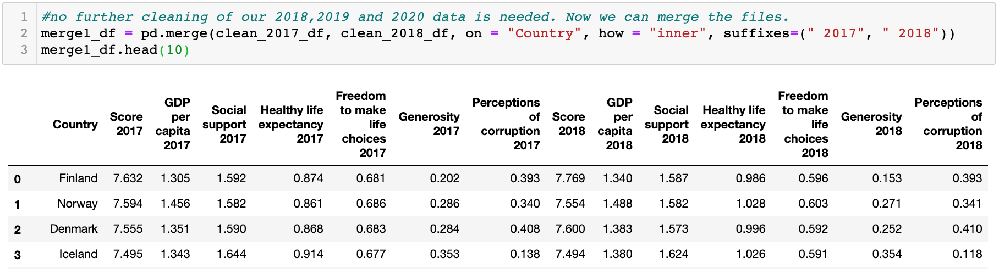 1 #no further cleaning of our 2018,2019 and 2020 data is needed. Now we can merge the files.
2 merge1_df = pd.merge(clean_2017_df, clean_2018_df, on = "Country", how = "inner", suffixes=(" 2017", " 2018"))
3 merge1_df.head(10)
Country Score 2017 GDP per capita 2017 Social support 2017 Healthy life expectancy 2017 Freedom to make life choices 2017 Generosity 2017 Perceptions of corruption 2017 Score 2018 GDP per capita 2018 Social support 2018 Healthy life expectancy 2018 Freedom to make life choices 2018 Generosity 2018 Perceptions of corruption 2018
0 Finland 7.632 1.305 1.592 0.874 0.681 0.202 0.393 7.769 1.340 1.587 0.986 0.596 0.153 0.393
1 Norway 7.594 1.456 1.582 0.861 0.686 0.286 0.340 7.554 1.488 1.582 1.028 0.603 0.271 0.341
2 Denmark 7.555 1.351 1.590 0.868 0.683 0.284 0.408 7.600 1.383 1.573 0.996 0.592 0.252 0.410
3 Iceland 7.495 1.343 1.644 0.914 0.677 0.353 0.138 7.494 1.380 1.624 1.026 0.591 0.354 0.118